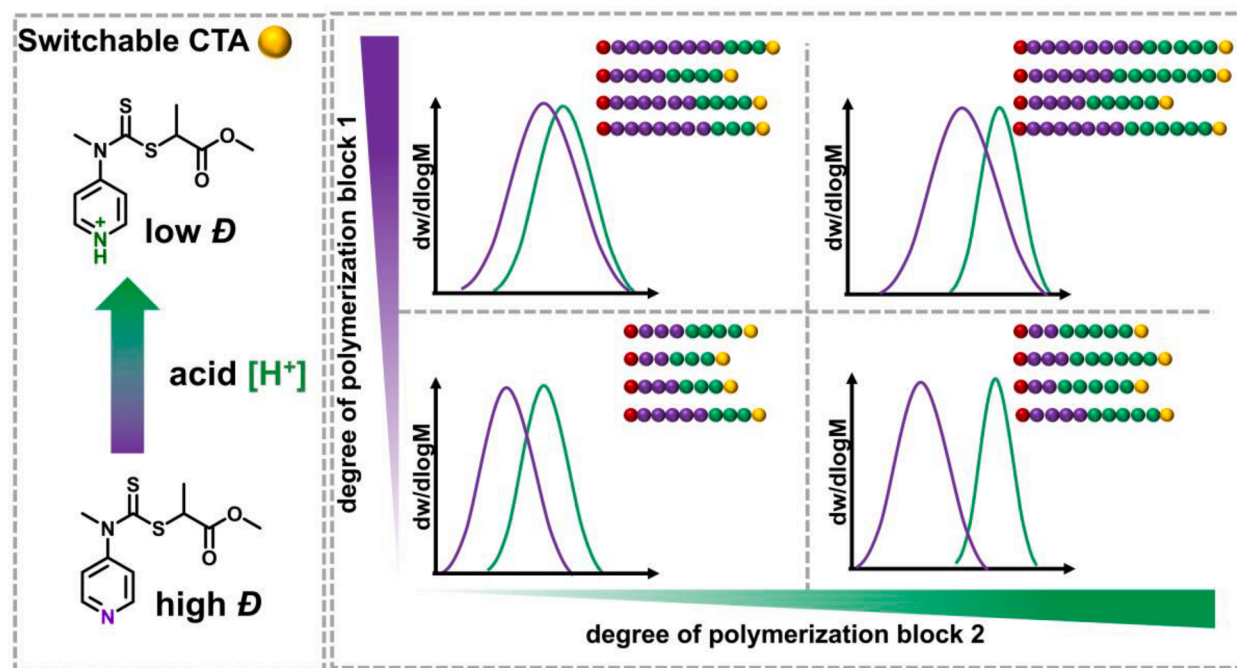 Switchable CTA
S
N
S
O
O
N
H
+
low Đ
acid [H⁺]
S
N
S
O
O
N
high Đ
degree of polymerization block 1
dw/dlogM
dw/dlogM
dw/dlogM
dw/dlogM
degree of polymerization block 2